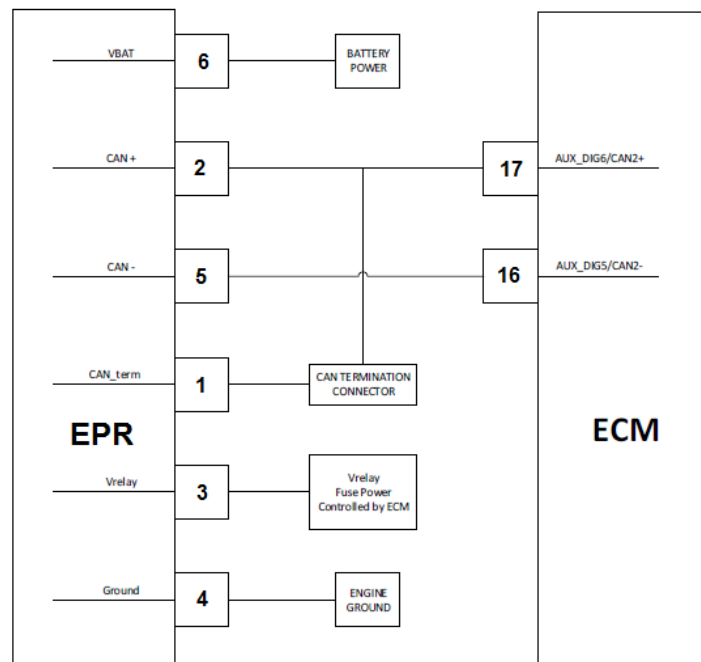 VBAT
6
BATTERY
POWER
CAN +
2
17
AUX_DIG6/CAN2+
CAN -
5
16
AUX_DIG5/CAN2-
CAN_term
1
CAN TERMINATION
CONNECTOR
EPR
ECM
Vrelay
3
Vrelay
Fuse Power
Controlled by ECM
Ground
4
ENGINE
GROUND